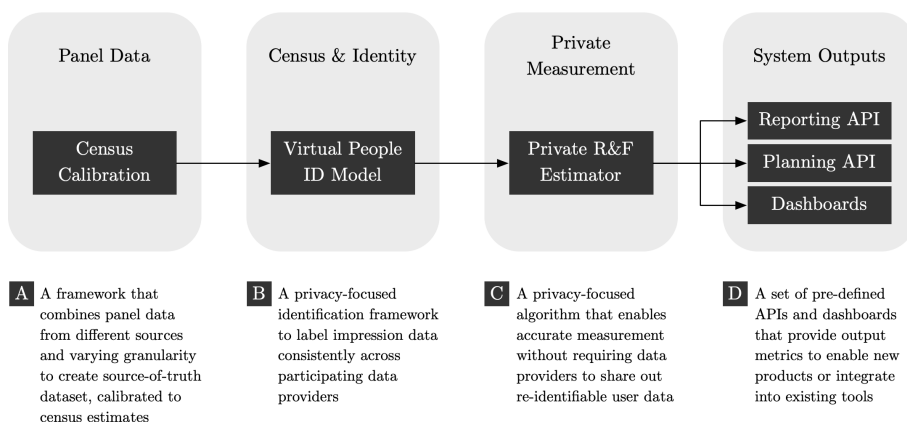 Panel Data
Census
Calibration
Census & Identity
Virtual People
ID Model
Private
Measurement
Private R&F
Estimator
System Outputs
Reporting API
Planning API
Dashboards
A A framework that
combines panel data
from different sources
and varying granularity
to create source-of-truth
dataset, calibrated to
census estimates
B A privacy-focused
identification framework
to label impression data
consistently across
participating data
providers
C A privacy-focused
algorithm that enables
accurate measurement
without requiring data
providers to share out
re-identifiable user data
D A set of pre-defined
APIs and dashboards
that provide output
metrics to enable new
products or integrate
into existing tools